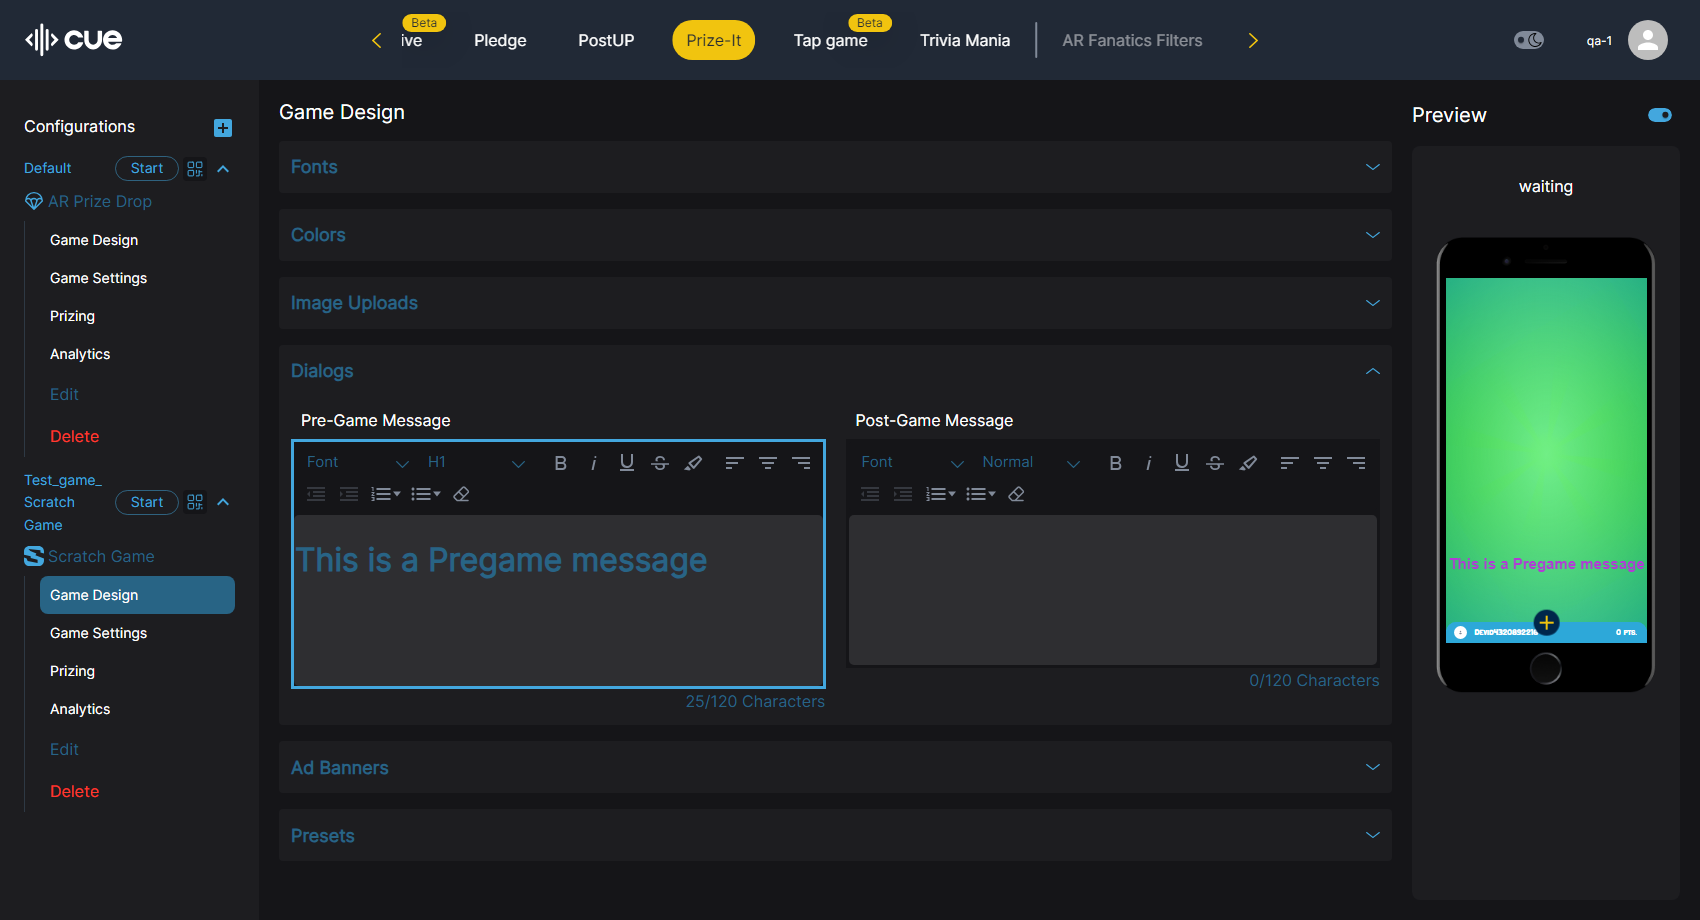 cue
Beta
ive
Pledge
PostUP
Prize-It
Beta
Tap game
Trivia Mania
AR Fanatics Filters
qa-1
Configurations
Default
Start
AR Prize Drop
Game Design
Game Settings
Prizing
Analytics
Edit
Delete
Test_game_
Scratch
Game
Start
Scratch Game
Game Design
Game Settings
Prizing
Analytics
Edit
Delete
Game Design
Fonts
Colors
Image Uploads
Dialogs
Pre-Game Message
Font
H1
B i U S
This is a Pregame message
25/120 Characters
Post-Game Message
Font
Normal
B i U S
0/120 Characters
Ad Banners
Presets
Preview
waiting
This is a Pregame message
0 PTS.